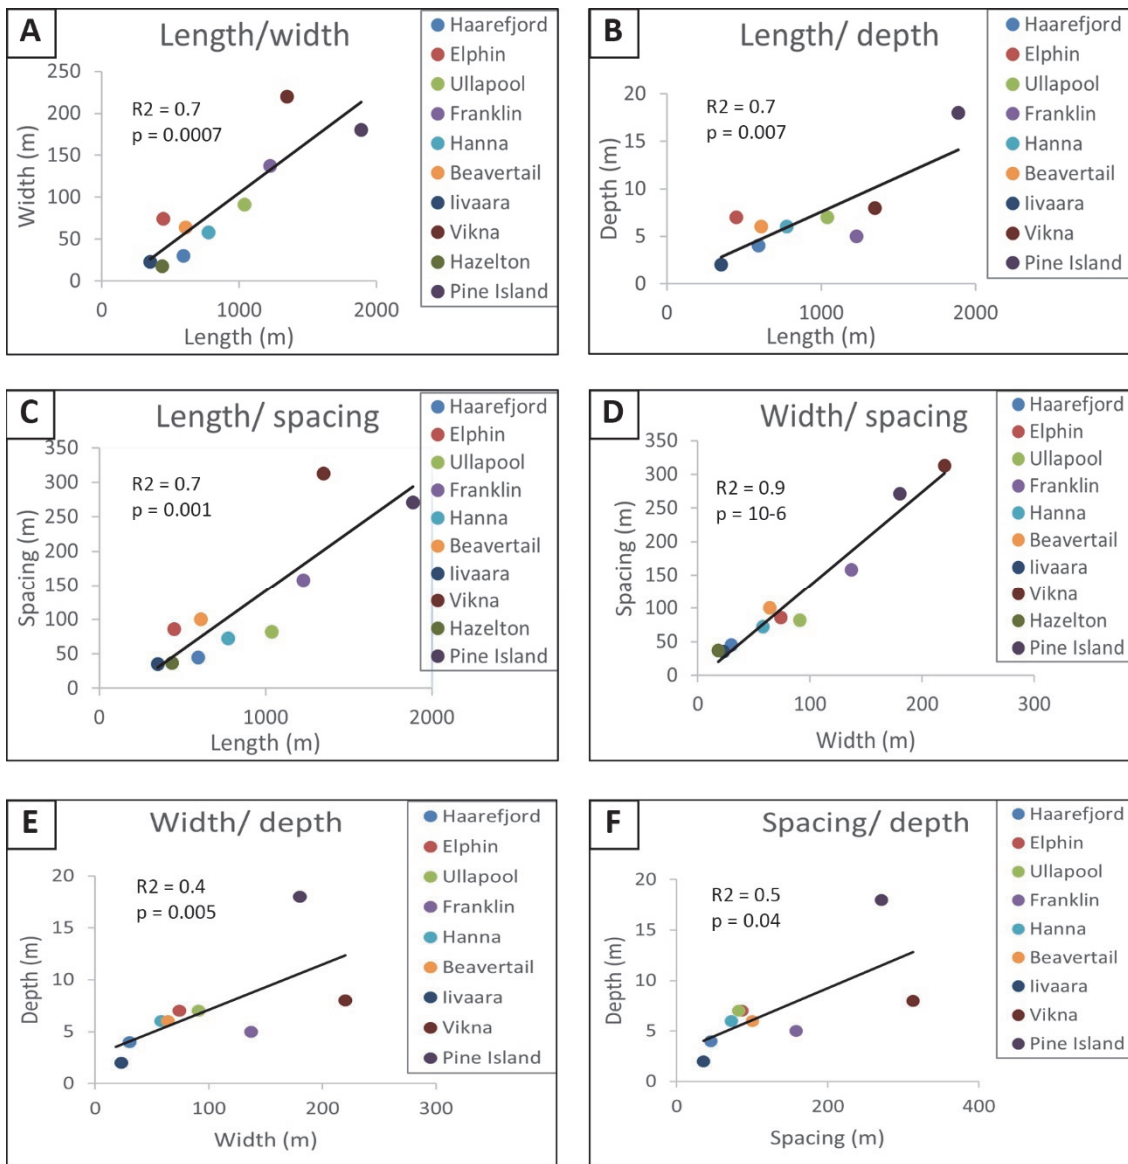 A
Length/width
Width (m)
250
200
150
100
50
0
R2 = 0.7
p = 0.0007
0
1000
2000
Length (m)
Haarefjord
Elphin
Ullapool
Franklin
Hanna
Beavertail
Iivaara
Vikna
Hazelton
Pine Island
B
Length/ depth
Depth (m)
20
15
10
5
0
R2 = 0.7
p = 0.007
0
1000
2000
Length (m)
Haarefjord
Elphin
Ullapool
Franklin
Hanna
Beavertail
Iivaara
Vikna
Pine Island
C
Length/ spacing
Spacing (m)
350
300
250
200
150
100
50
0
R2 = 0.7
p = 0.001
0
1000
2000
Length (m)
Haarefjord
Elphin
Ullapool
Franklin
Hanna
Beavertail
Iivaara
Vikna
Hazelton
Pine Island
D
Width/ spacing
Spacing (m)
350
300
250
200
150
100
50
0
R2 = 0.9
p = 10-6
0
100
200
300
Width (m)
Haarefjord
Elphin
Ullapool
Franklin
Hanna
Beavertail
Iivaara
Vikna
Hazelton
Pine Island
E
Width/ depth
Depth (m)
20
15
10
5
0
R2 = 0.4
p = 0.005
0
100
200
300
Width (m)
Haarefjord
Elphin
Ullapool
Franklin
Hanna
Beavertail
Iivaara
Vikna
Pine Island
F
Spacing/ depth
Depth (m)
20
15
10
5
0
R2 = 0.5
p = 0.04
0
200
400
Spacing (m)
Haarefjord
Elphin
Ullapool
Franklin
Hanna
Beavertail
Iivaara
Vikna
Pine Island